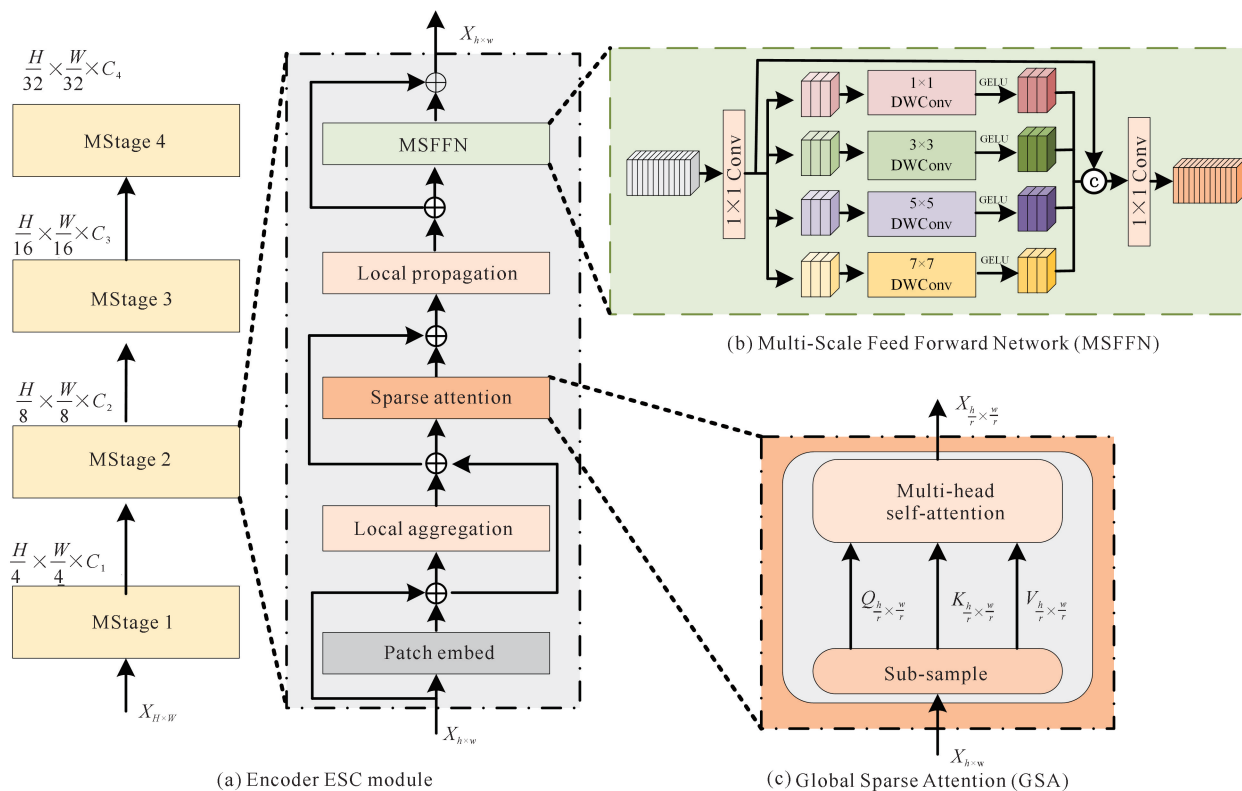 H/32 × W/32 × C₄
MStage 4
H/16 × W/16 × C₃
MStage 3
H/8 × W/8 × C₂
MStage 2
H/4 × W/4 × C₁
MStage 1
X_{H×W}
X_{h×w}
MSFFN
Local propagation
Sparse attention
Local aggregation
Patch embed
X_{h×w}
(a) Encoder ESC module
1×1 Conv
1×1
DWConv
GELU
3×3
DWConv
GELU
5×5
DWConv
GELU
7×7
DWConv
GELU
C
1×1 Conv
(b) Multi-Scale Feed Forward Network (MSFFN)
X_{h/r × w/r}
Multi-head
self-attention
Q_{h/r × w/r}
K_{h/r × w/r}
V_{h/r × w/r}
Sub-sample
X_{h×w}
(c) Global Sparse Attention (GSA)